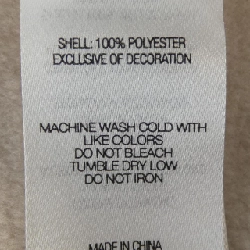 SHELL: 100% POLYESTER
EXCLUSIVE OF DECORATION
MACHINE WASH COLD WITH
LIKE COLORS
DO NOT BLEACH
TUMBLE DRY LOW
DO NOT IRON
MADE IN CHINA